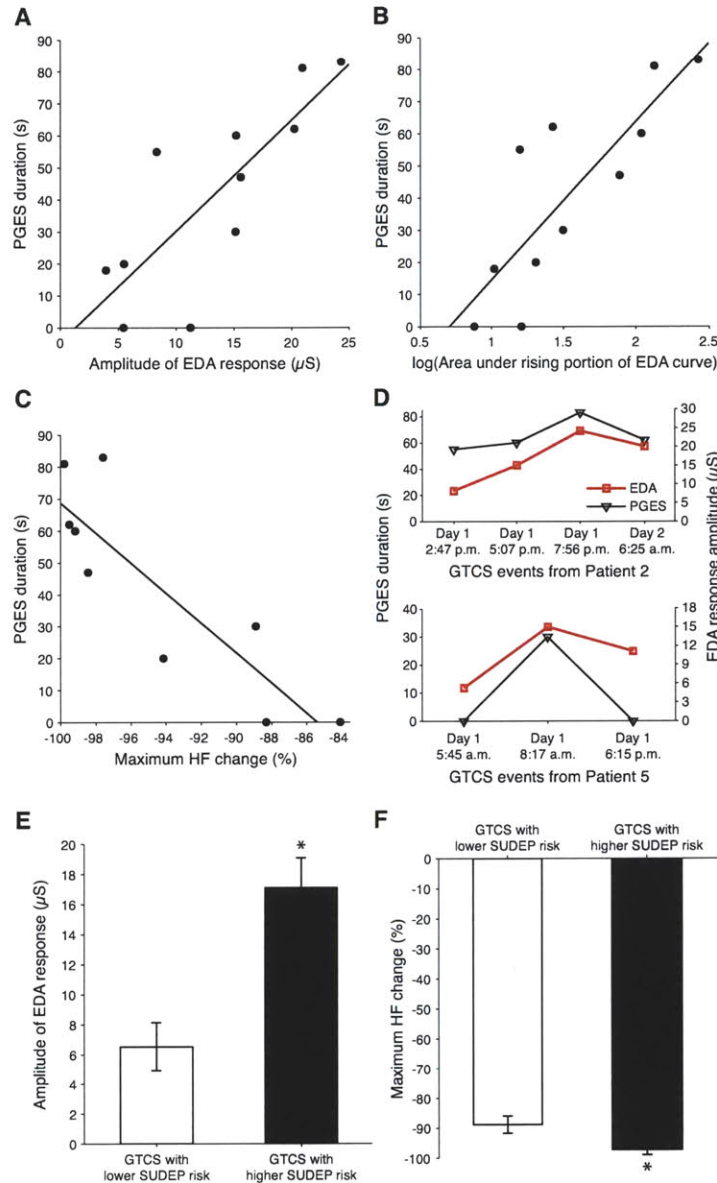 A
90
80
70
60
50
40
30
20
10
0
PGES duration (s)
0 5 10 15 20 25
Amplitude of EDA response (µS)
B
90
80
70
60
50
40
30
20
10
0
PGES duration (s)
0.5 1 1.5 2 2.5
log(Area under rising portion of EDA curve)
C
90
80
70
60
50
40
30
20
10
0
PGES duration (s)
-100 -98 -96 -94 -92 -90 -88 -86 -84
Maximum HF change (%)
D
80
60
40
20
0
30
25
20
15
10
5
0
EDA
PGES
Day 1 Day 1 Day 1 Day 2
2:47 p.m. 5:07 p.m. 7:56 p.m. 6:25 a.m.
GTCS events from Patient 2
PGES duration (s)
EDA response amplitude (µS)
40
30
20
10
0
18
15
12
9
6
3
0
Day 1 Day 1 Day 1
5:45 a.m. 8:17 a.m. 6:15 p.m.
GTCS events from Patient 5
E
20
18
16
14
12
10
8
6
4
2
0
Amplitude of EDA response (µS)
*
GTCS with GTCS with
lower SUDEP risk higher SUDEP risk
F
GTCS with GTCS with
lower SUDEP risk higher SUDEP risk
0
-10
-20
-30
-40
-50
-60
-70
-80
-90
-100
Maximum HF change (%)
*